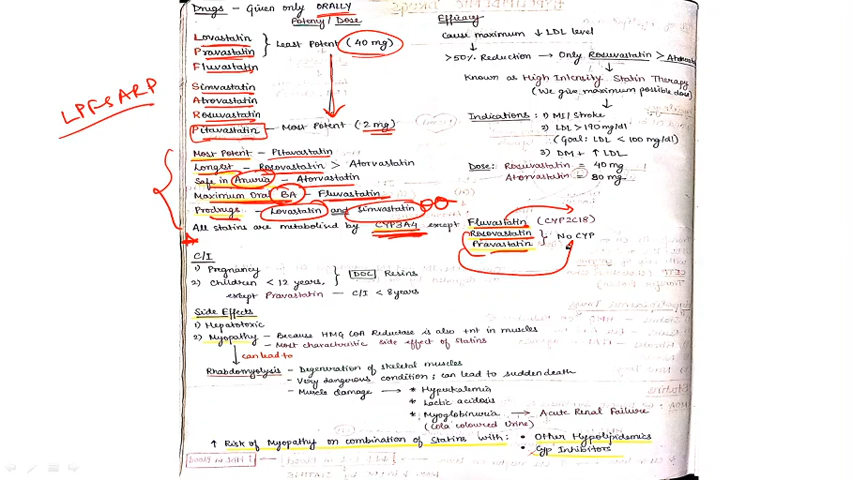 Drugs – Given only ORALLY
Potency / Dose
Lovastatin
Pravastatin } Least Potent (40 mg)
Fluvastatin
Simvastatin
Atrovastatin
Rosuvastatin
Pitavastatin – Most Potent (2 mg)
LPFSARP
Most Potent – Pitavastatin
Longest – Rosovastatin > Atorvastatin
Safe in Anuria – Atorvastatin
Maximum Oral BA – Fluvastatin
Prodrugs – Lovastatin and Simvastatin
All statins are metabolised by CYP3A4 except Fluvastatin (CYP2C18)
Rosovastatin
Pravastatin } No CYP
Efficacy
Cause maximum ↓ LDL level
>50% Reduction → Only Rosuvastatin > Atorva
Known as High Intensity Statin Therapy
(We give maximum possible dose)
Indications: 1) MI/Stroke
2) LDL >190 mg/dl
(Goal: LDL < 100 mg/dl)
3) DM + ↑ LDL
Dose: Rosuvastatin = 40 mg
Atorvastatin = 80 mg
C/I
1) Pregnancy
2) Children < 12 years, } DOC Resins
except Pravastatin – C/I < 8 years
Side Effects
1) Hepatotoxic
2) Myopathy – Because HMG COA Reductase is also +nt in muscles
– Most characteristic side effect of Statins
can lead to
Rhabdomyolysis – Degeneration of skeletal muscles
– Very dangerous condition; can lead to sudden death
– Muscle damage → * Hyperkalemia
* Lactic acidosis
* Myoglobinuria → Acute Renal Failure
(cola coloured Urine)
↑ Risk of Myopathy on combination of Statins with: • Other Hypolipidemics
• Cyp Inhibitors